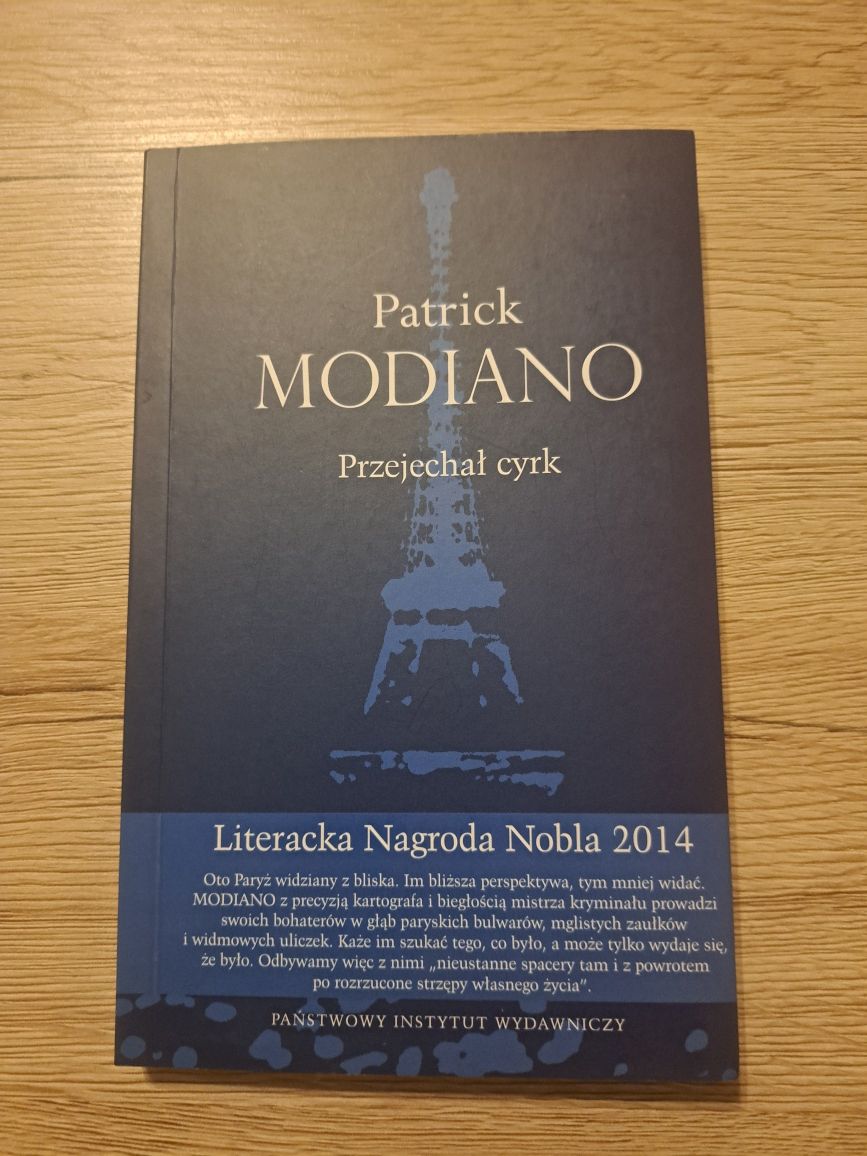 Patrick
MODIANO
Przejechał cyrk
Literacka Nagroda Nobla 2014
Oto Paryż widziany z bliska. Im bliższa perspektywa, tym mniej widać.
MODIANO z precyzją kartografa i biegłością mistrza kryminału prowadzi
swoich bohaterów w głąb paryskich bulwarów, mglistych zaułków
i widmowych uliczek. Każe im szukać tego, co było, a może tylko wydaje się,
że było. Odbywamy więc z nimi „nieustanne spacery tam i z powrotem
po rozrzucone strzępy własnego życia”.
PAŃSTWOWY INSTYTUT WYDAWNICZY